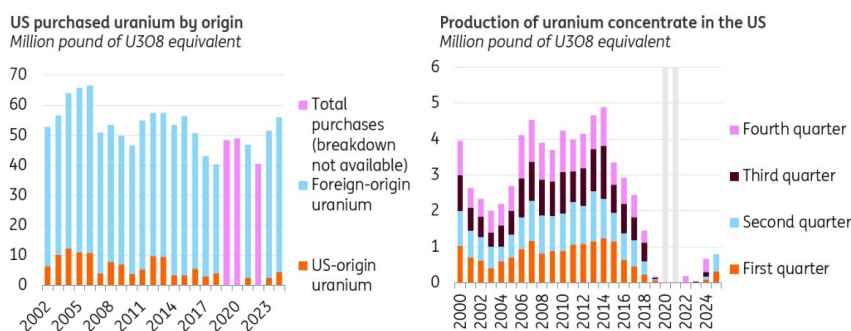 US purchased uranium by origin
Million pound of U3O8 equivalent
70
60
50
40
30
20
10
0
2002
2005
2008
2011
2014
2017
2020
2023
Total
purchases
(breakdown
not available)
Foreign-origin
uranium
US-origin
uranium
Production of uranium concentrate in the US
Million pound of U3O8 equivalent
6
5
4
3
2
1
0
2000
2002
2004
2006
2008
2010
2012
2014
2016
2018
2020
2022
2024
Fourth quarter
Third quarter
Second quarter
First quarter